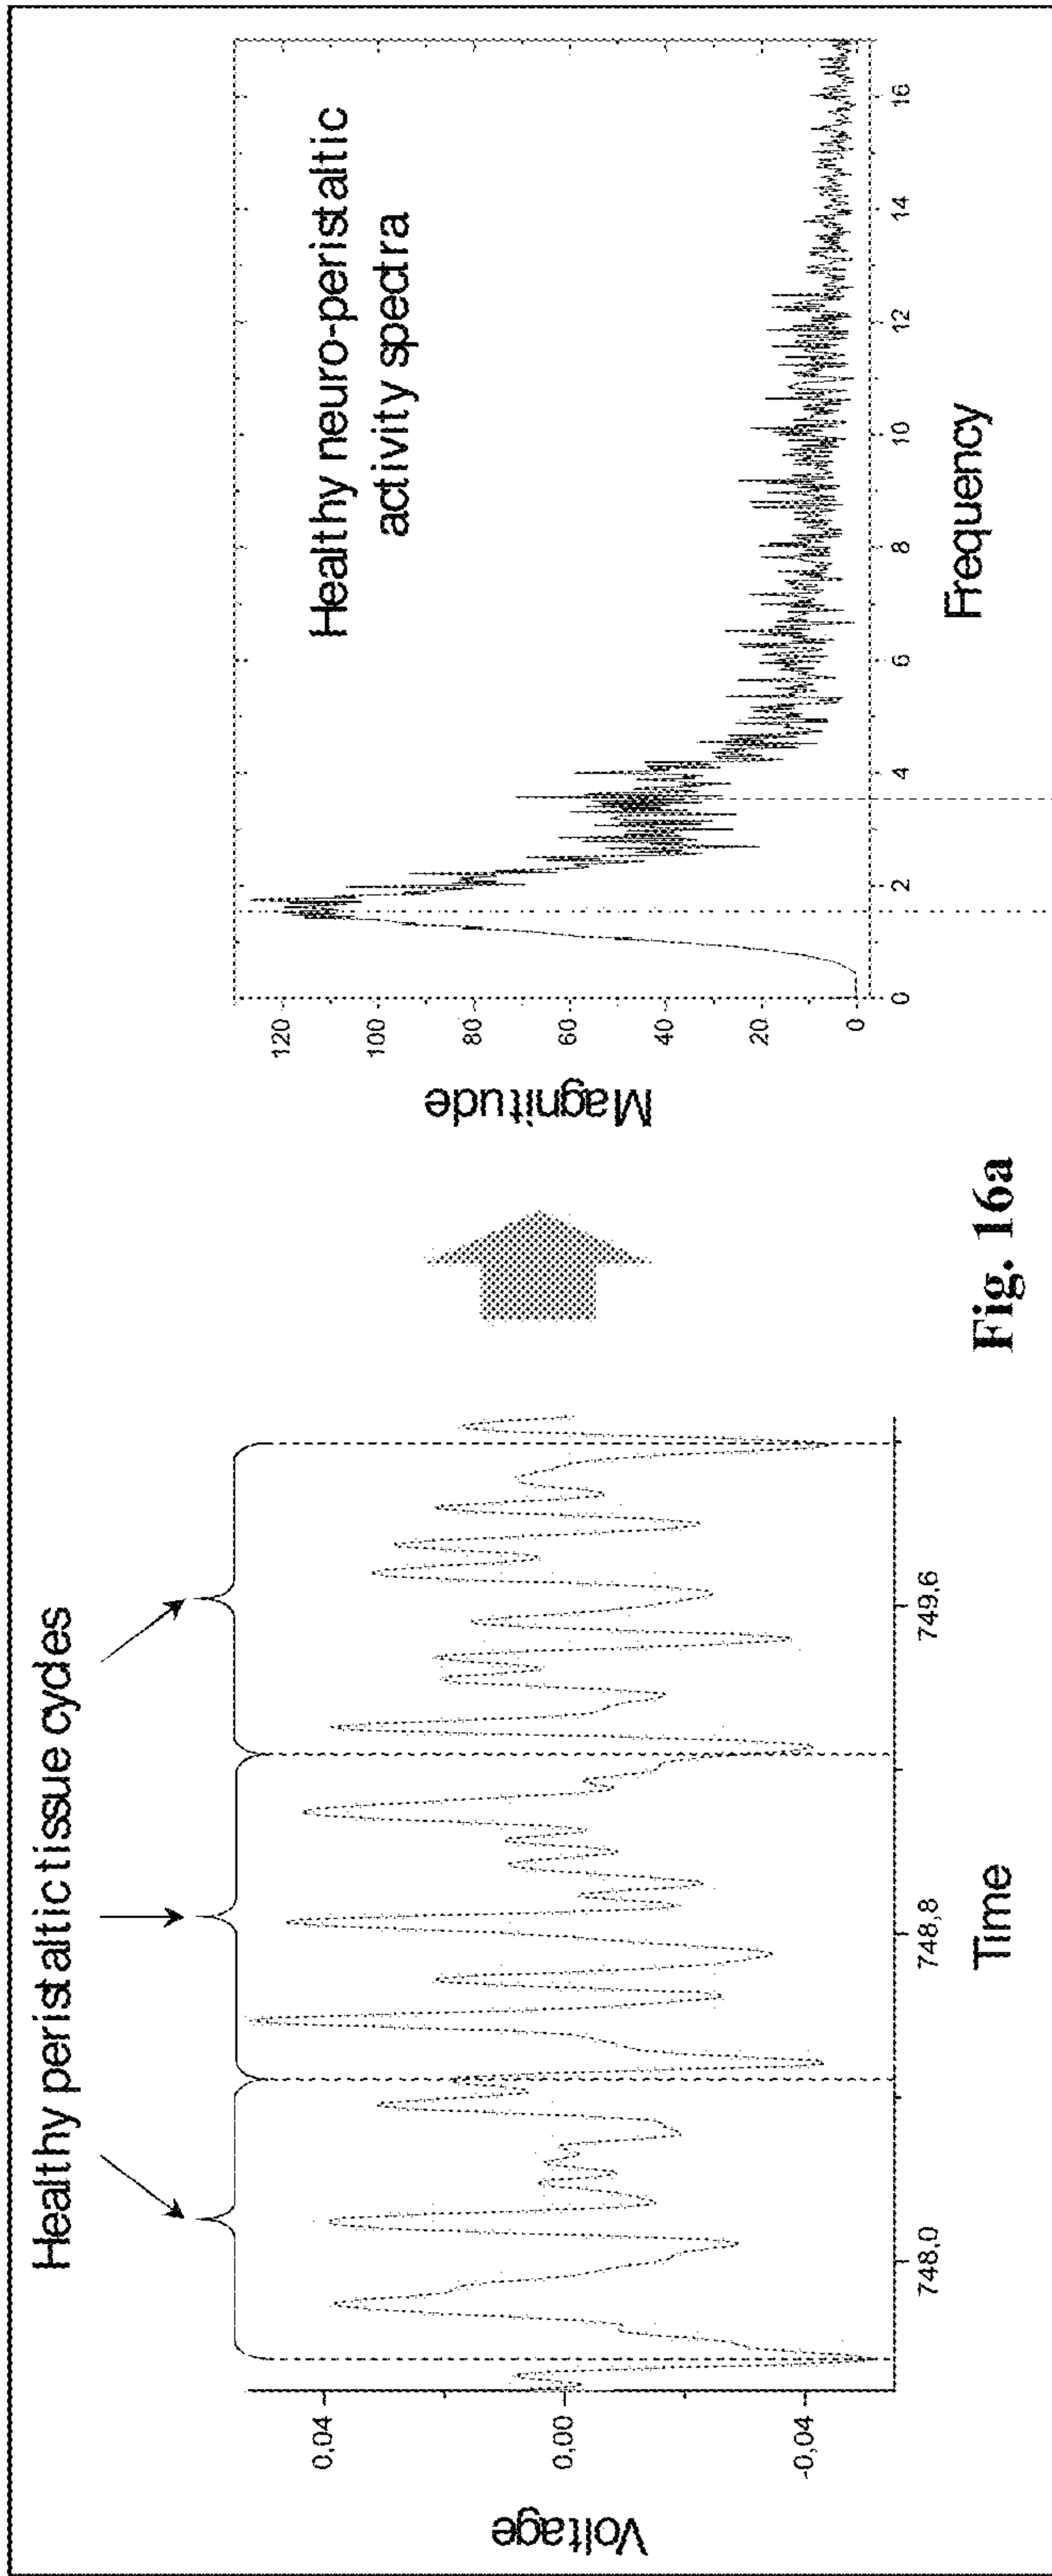 Healthy peristaltic tissue cycles
Voltage
0,04
0,00
-0,04
748,0
748,8
749,6
Time
Healthy neuro-peristaltic
activity spectra
Magnitude
120
100
80
60
40
20
0
0
2
4
6
8
10
12
14
16
Frequency
Fig. 16a